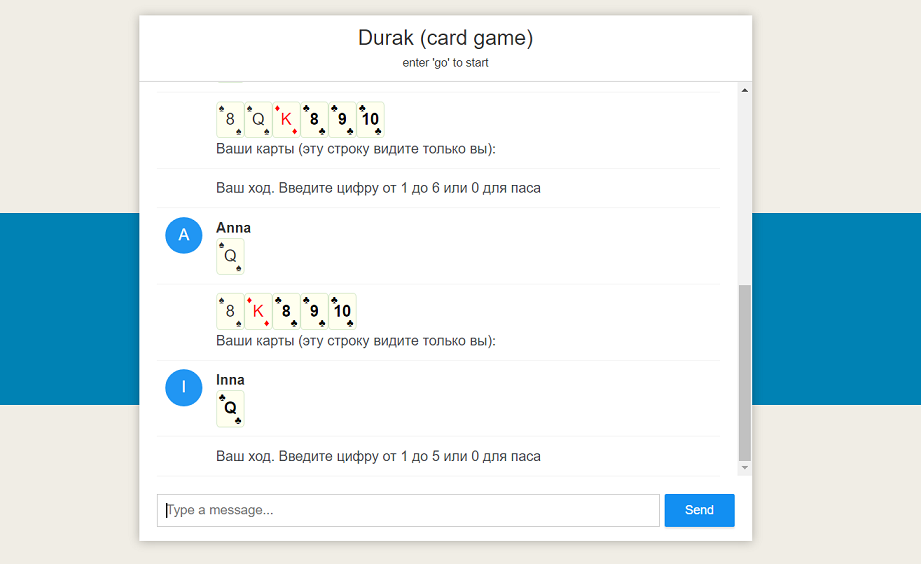 Durak (card game)
enter 'go' to start
♠8♠ ♠Q♠ ♦K♦ ♣8♣ ♣9♣ ♣10♣
Ваши карты (эту строку видите только вы):
Ваш ход. Введите цифру от 1 до 6 или 0 для паса
A Anna
♠Q♠
♠8♠ ♦K♦ ♣8♣ ♣9♣ ♣10♣
Ваши карты (эту строку видите только вы):
I Inna
♣Q♣
Ваш ход. Введите цифру от 1 до 5 или 0 для паса
Type a message... Send